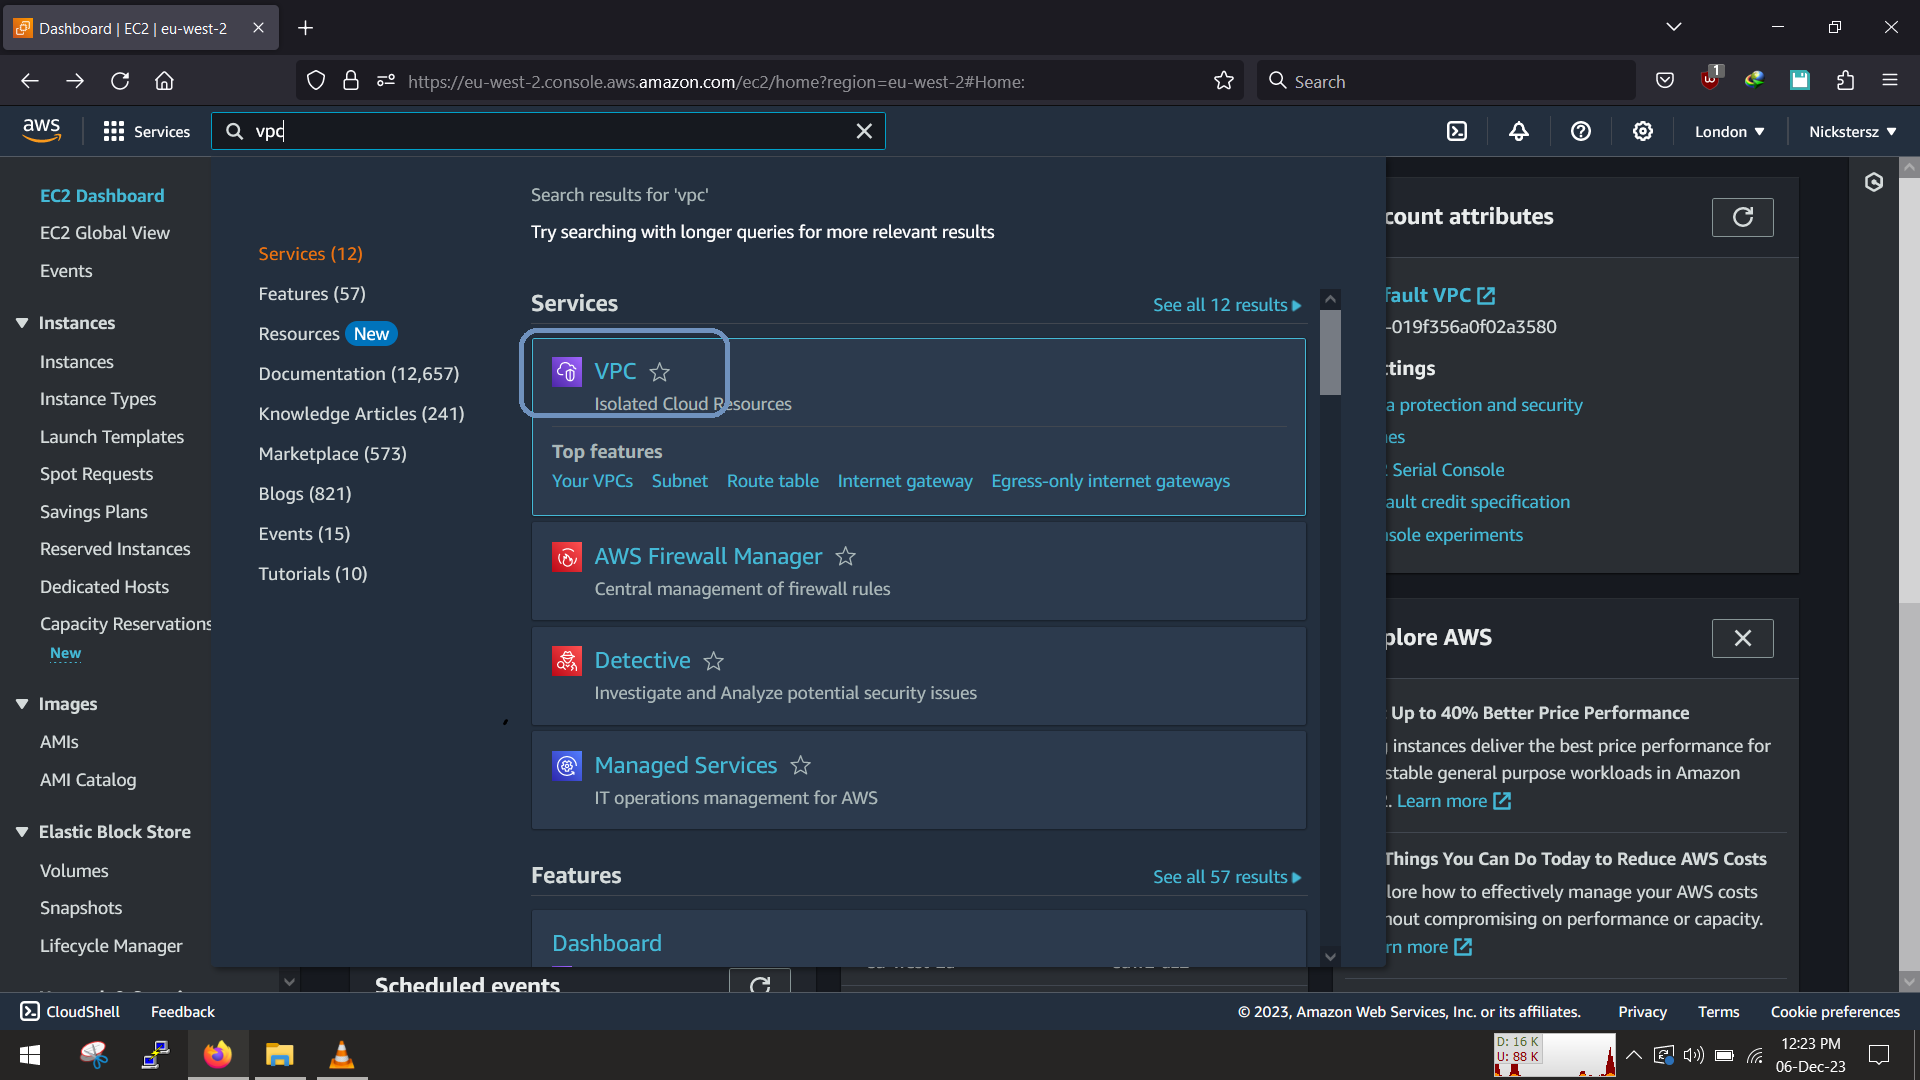 Dashboard | EC2 | eu-west-2
https://eu-west-2.console.aws.amazon.com/ec2/home?region=eu-west-2#Home:
Search
1
aws
Services
vpc
London
Nickstersz
EC2 Dashboard
EC2 Global View
Events
Instances
Instances
Instance Types
Launch Templates
Spot Requests
Savings Plans
Reserved Instances
Dedicated Hosts
Capacity Reservations
New
Images
AMIs
AMI Catalog
Elastic Block Store
Volumes
Snapshots
Lifecycle Manager
Services (12)
Features (57)
Resources New
Documentation (12,657)
Knowledge Articles (241)
Marketplace (573)
Blogs (821)
Events (15)
Tutorials (10)
Search results for 'vpc'
Try searching with longer queries for more relevant results
Services
See all 12 results
VPC
Isolated Cloud Resources
Top features
Your VPCs Subnet Route table Internet gateway Egress-only internet gateways
AWS Firewall Manager
Central management of firewall rules
Detective
Investigate and Analyze potential security issues
Managed Services
IT operations management for AWS
Features
See all 57 results
Dashboard
Scheduled events
count attributes
fault VPC
-019f356a0f02a3580
tings
a protection and security
nes
Serial Console
ault credit specification
sole experiments
plore AWS
Up to 40% Better Price Performance
instances deliver the best price performance for
stable general purpose workloads in Amazon
2. Learn more
Things You Can Do Today to Reduce AWS Costs
lore how to effectively manage your AWS costs
hout compromising on performance or capacity.
rn more
CloudShell
Feedback
© 2023, Amazon Web Services, Inc. or its affiliates.
Privacy
Terms
Cookie preferences
D: 16 K
U: 88 K
12:23 PM
06-Dec-23